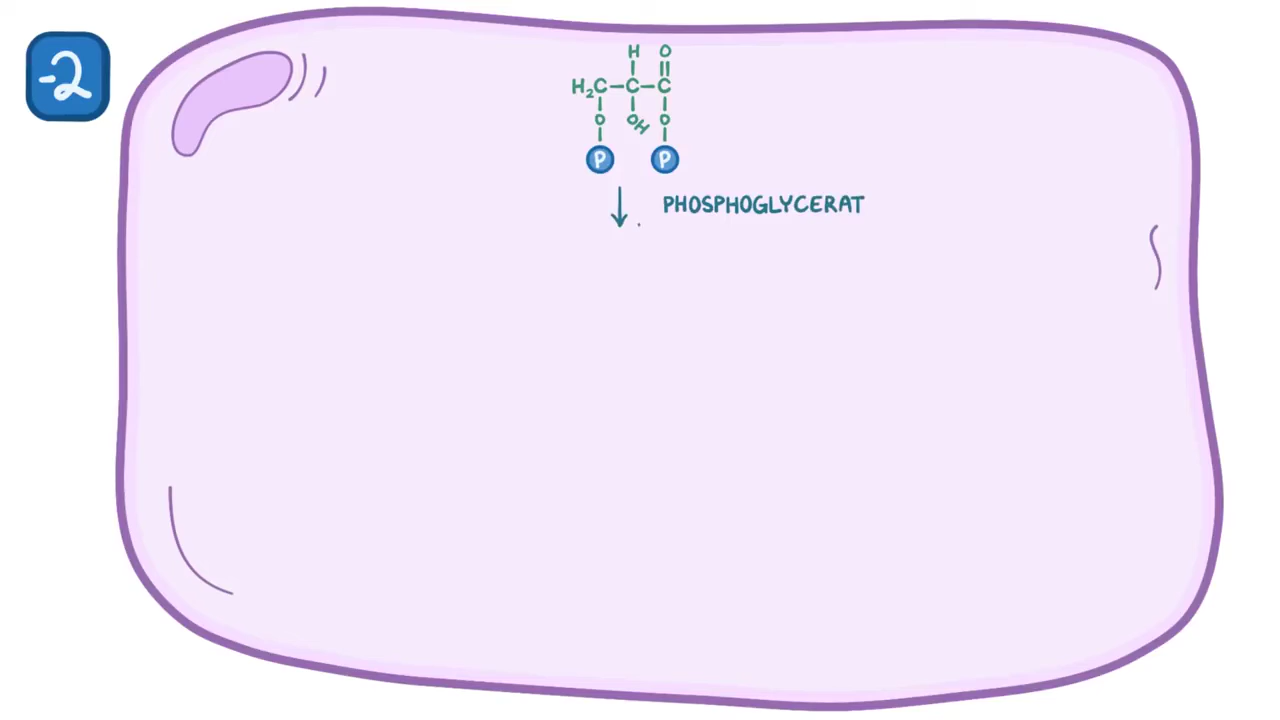 -2
H O
H₂C-C-C
O OH O
P P
PHOSPHOGLYCERAT